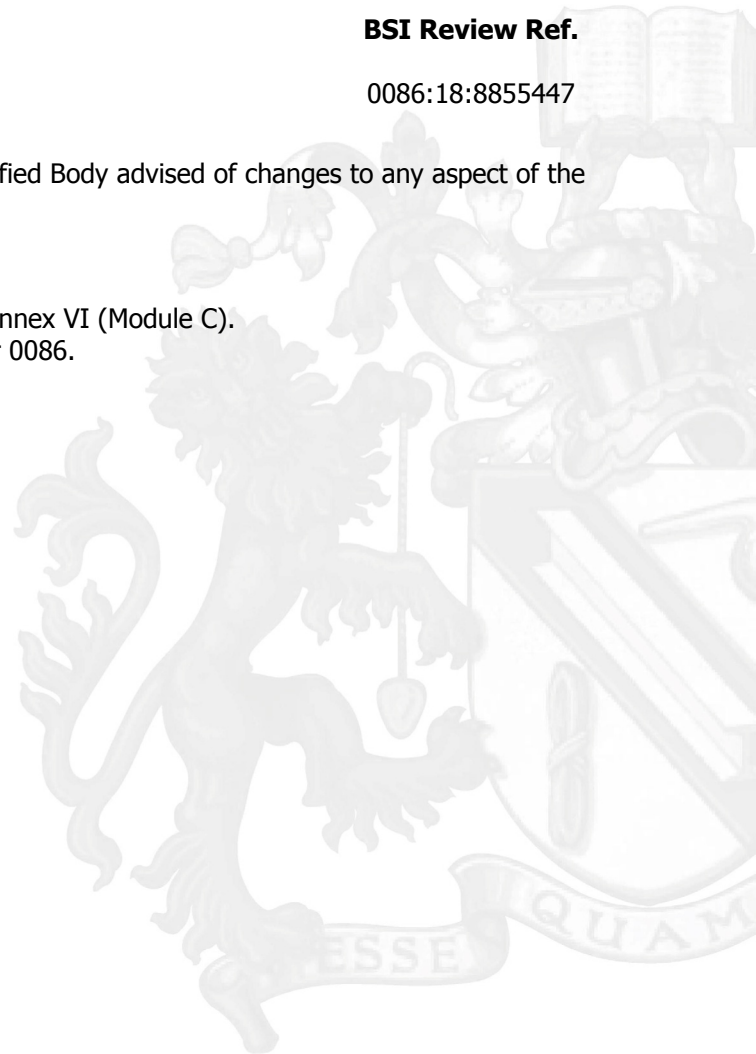 BSI Review Ref.
0086:18:8855447
fied Body advised of changes to any aspect of the
nnex VI (Module C).
0086.
ESSE QUAM